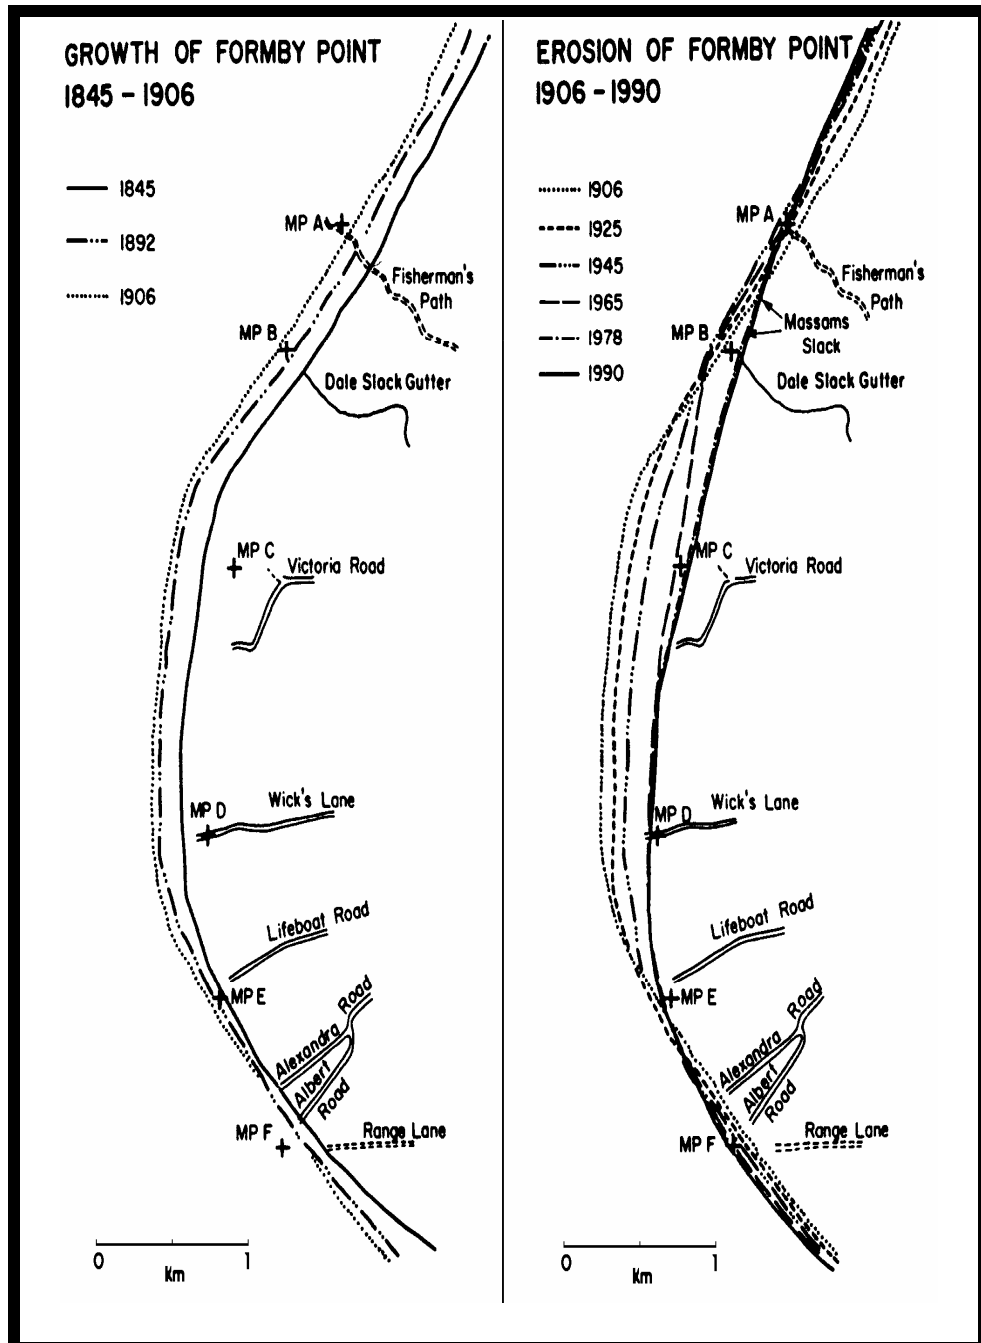 GROWTH OF FORMBY POINT
1845 - 1906
1845
1892
1906
MP A
Fisherman's
Path
MP B
Dale Slack Gutter
MP C
Victoria Road
MP D
Wick's Lane
Lifeboat Road
MP E
Alexandra Road
Albert
Road
MP F
Range Lane
0
1
Km
EROSION OF FORMBY POINT
1906 - 1990
1906
1925
1945
1965
1978
1990
MP A
Fisherman's
Path
Massams
Slack
MP B
Dale Slack Gutter
MP C
Victoria Road
MP D
Wick's Lane
Lifeboat Road
MP E
Alexandra Road
Albert
Road
MP F
Range Lane
0
1
Km